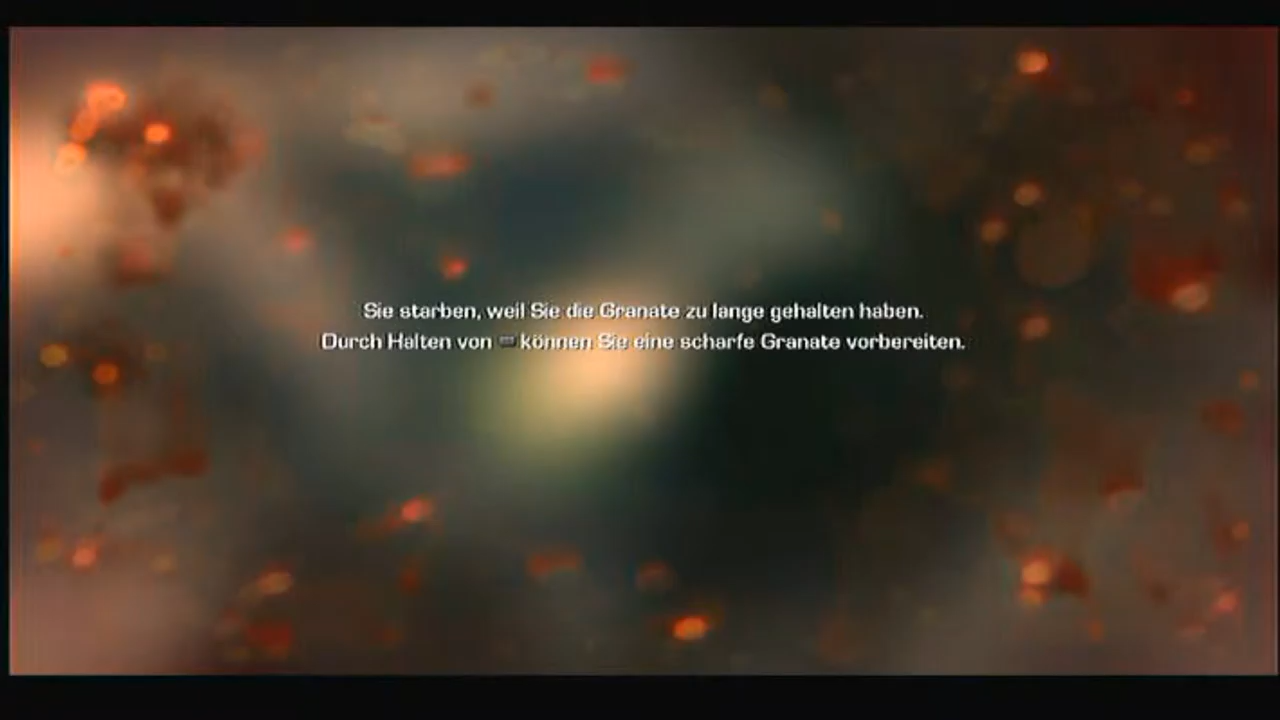 Sie starben, weil Sie die Granate zu lange gehalten haben.
Durch Halten von können Sie eine scharfe Granate vorbereiten.